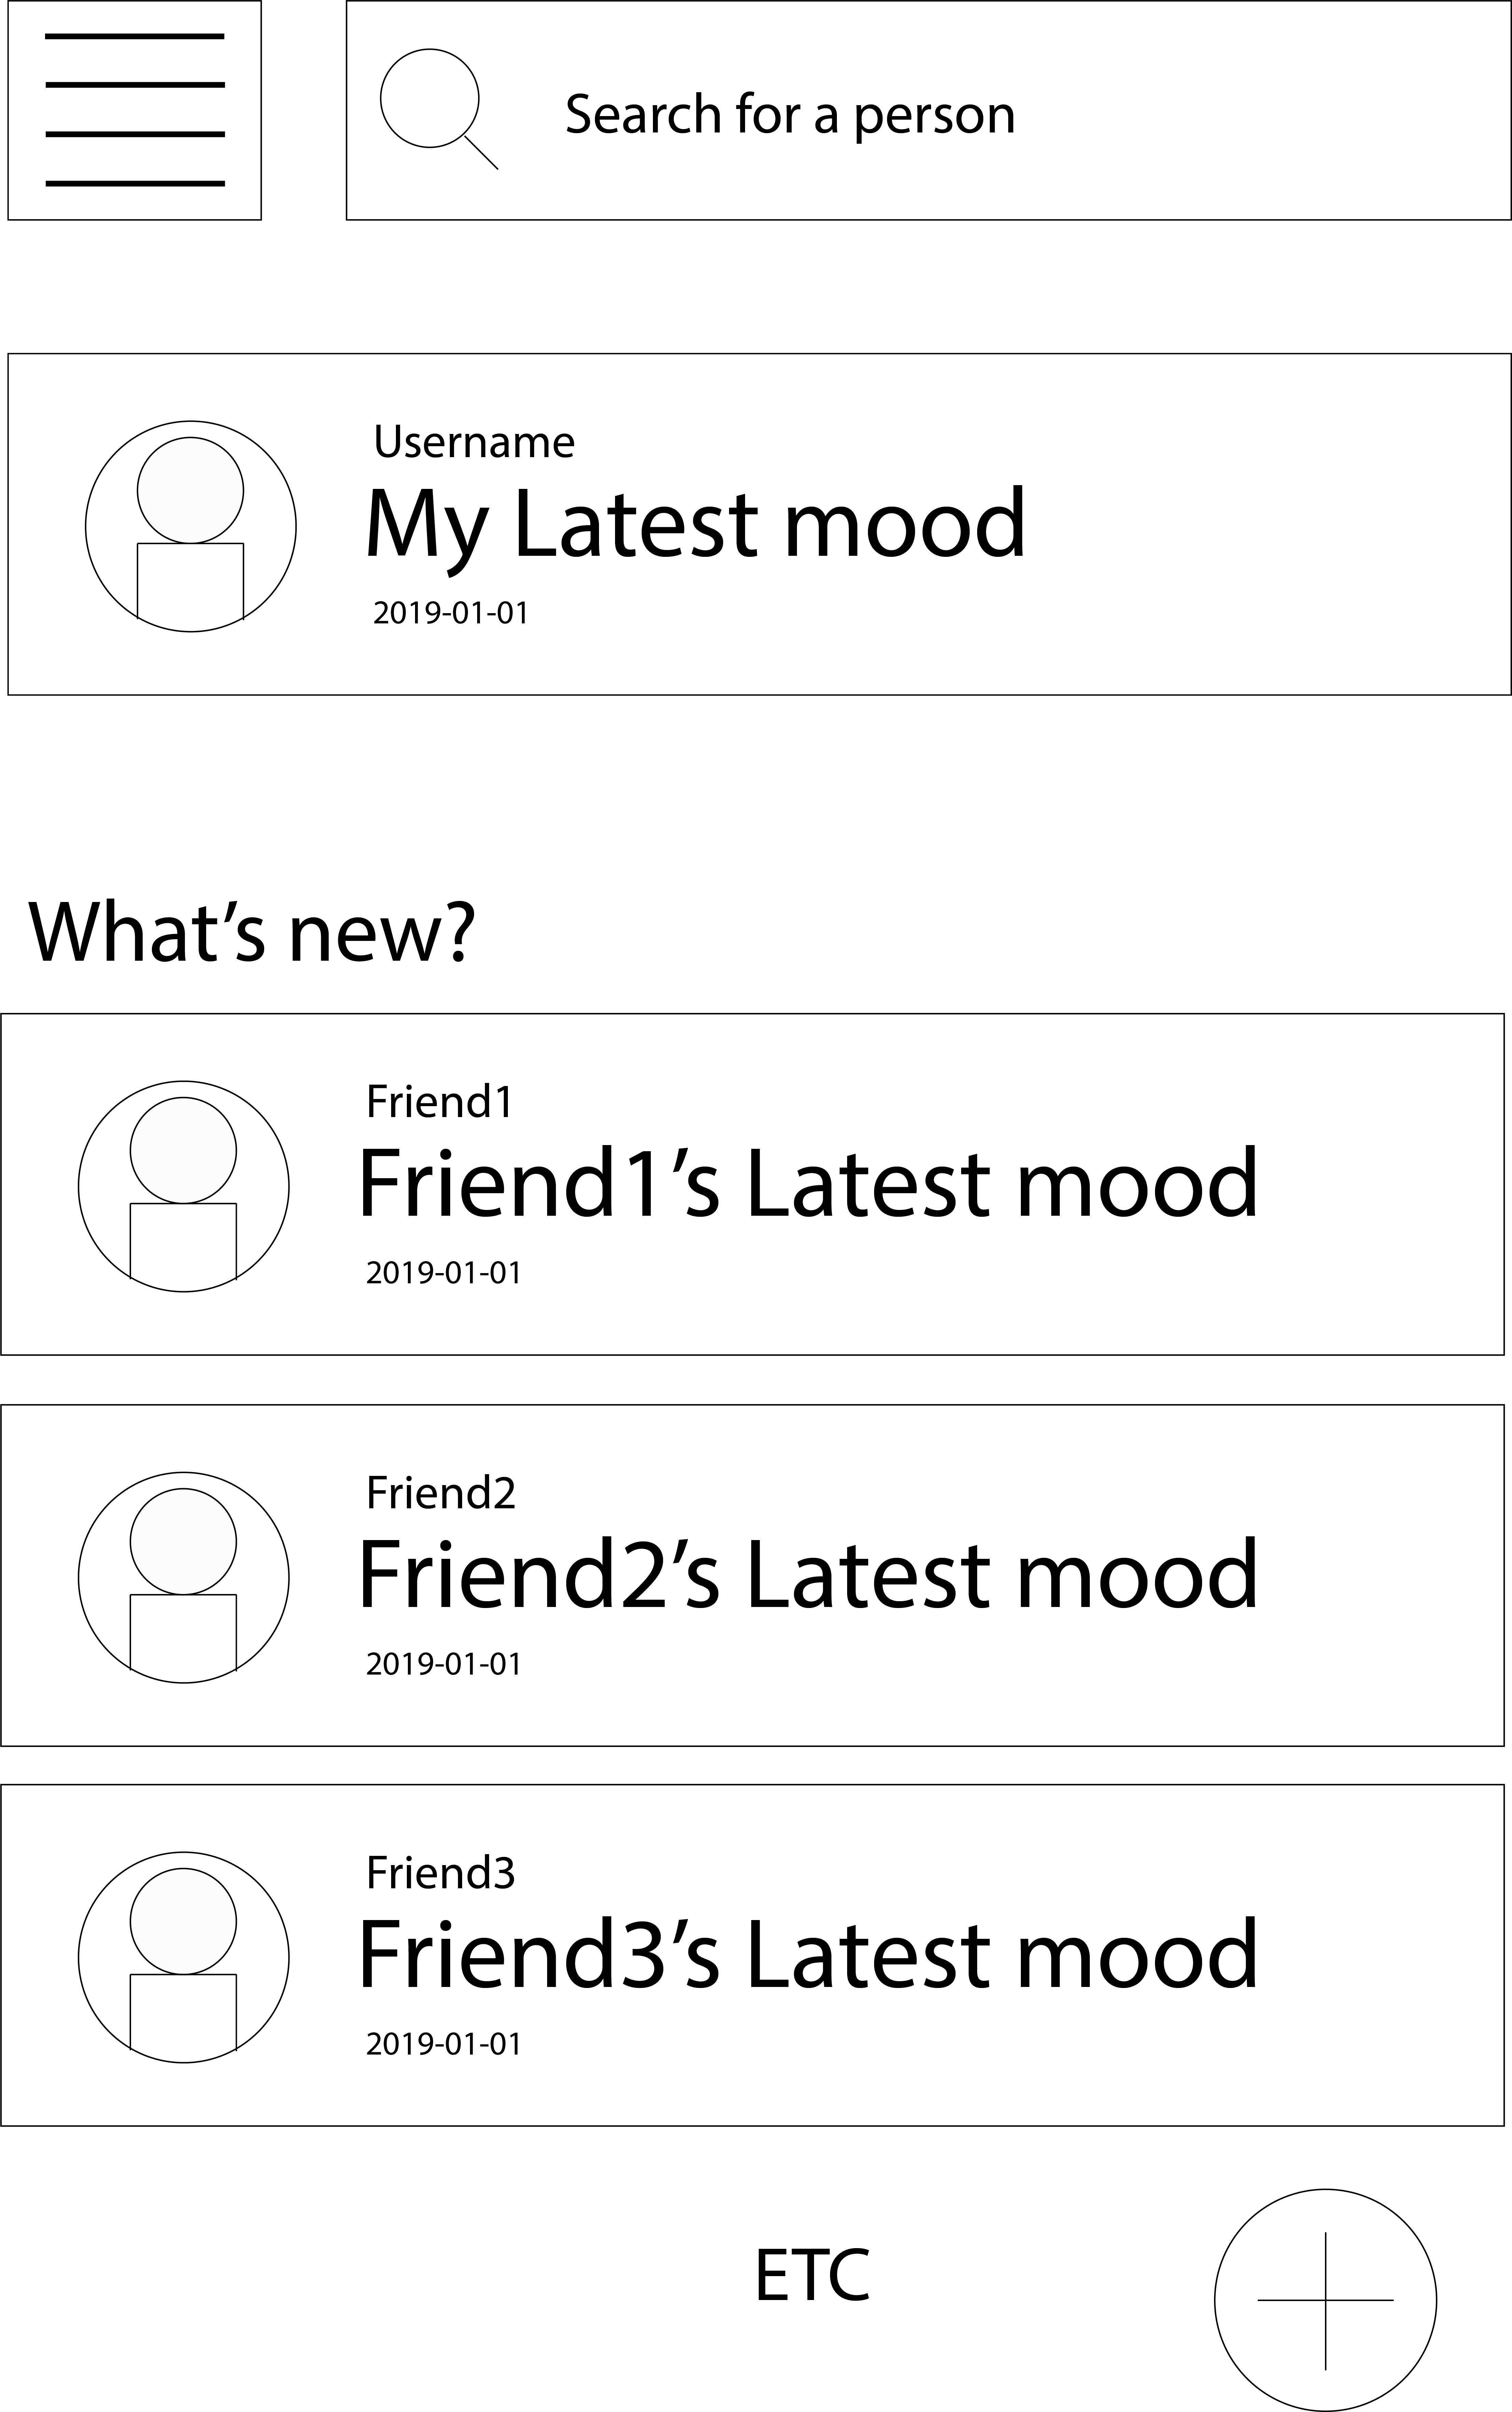 Search for a person
Username
My Latest mood
2019-01-01
What’s new?
Friend1
Friend1’s Latest mood
2019-01-01
Friend2
Friend2’s Latest mood
2019-01-01
Friend3
Friend3’s Latest mood
2019-01-01
ETC